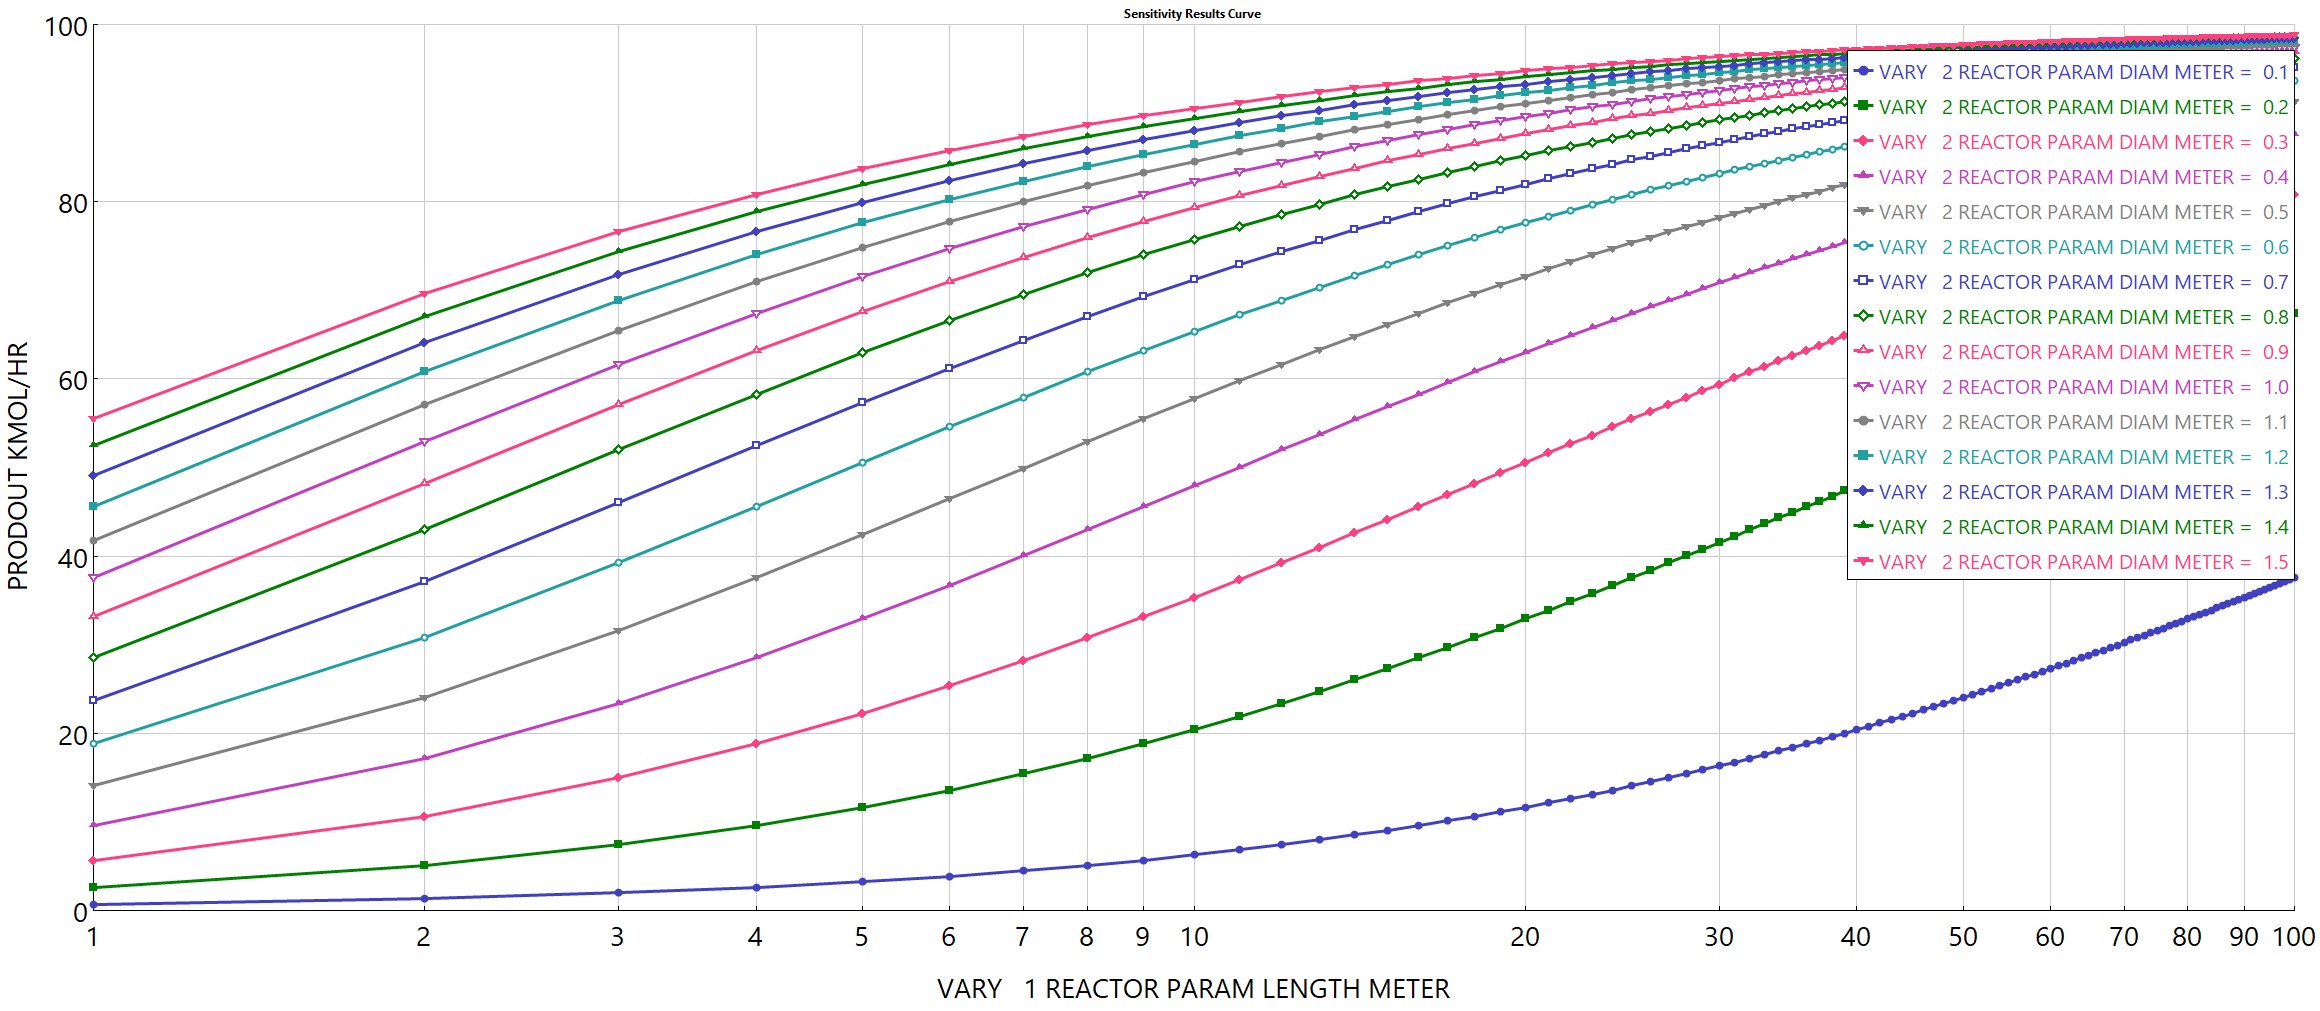 Sensitivity Results Curve
PRODOUT KMOL/HR
100
80
60
40
20
0
VARY 2 REACTOR PARAM DIAM METER = 0.1
VARY 2 REACTOR PARAM DIAM METER = 0.2
VARY 2 REACTOR PARAM DIAM METER = 0.3
VARY 2 REACTOR PARAM DIAM METER = 0.4
VARY 2 REACTOR PARAM DIAM METER = 0.5
VARY 2 REACTOR PARAM DIAM METER = 0.6
VARY 2 REACTOR PARAM DIAM METER = 0.7
VARY 2 REACTOR PARAM DIAM METER = 0.8
VARY 2 REACTOR PARAM DIAM METER = 0.9
VARY 2 REACTOR PARAM DIAM METER = 1.0
VARY 2 REACTOR PARAM DIAM METER = 1.1
VARY 2 REACTOR PARAM DIAM METER = 1.2
VARY 2 REACTOR PARAM DIAM METER = 1.3
VARY 2 REACTOR PARAM DIAM METER = 1.4
VARY 2 REACTOR PARAM DIAM METER = 1.5
1 2 3 4 5 6 7 8 9 10 20 30 40 50 60 70 80 90 100
VARY 1 REACTOR PARAM LENGTH METER